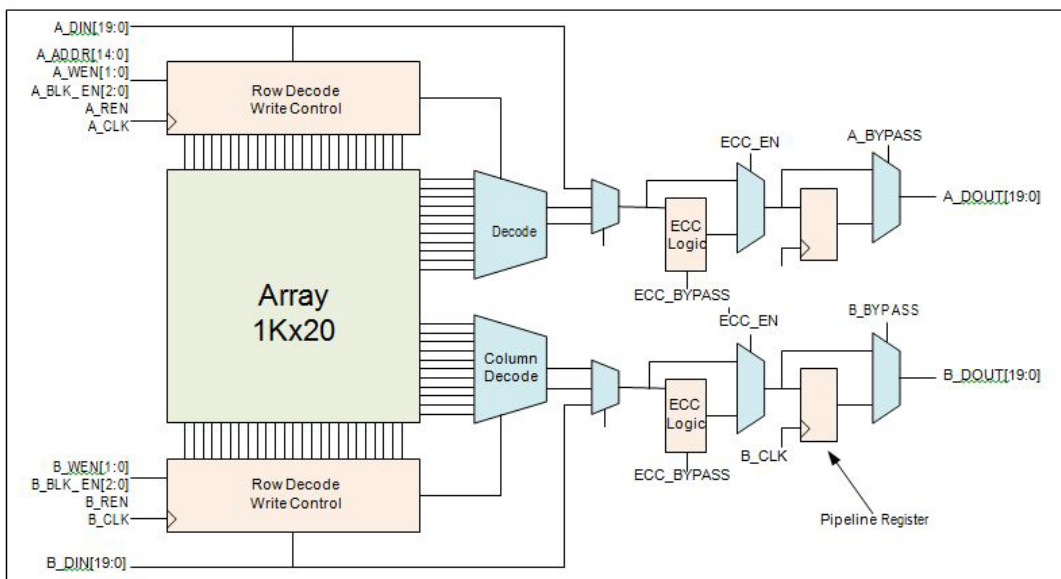 A_DIN[19:0]
A_ADDR[14:0]
A_WEN[1:0]
A_BLK_EN[2:0]
A_REN
A_CLK
Row Decode
Write Control
Array
1Kx20
Decode
ECC_EN
A_BYPASS
ECC
Logic
A_DOUT[19:0]
ECC_BYPASS
Column
Decode
ECC_EN
B_BYPASS
ECC
Logic
B_DOUT[19:0]
B_CLK
ECC_BYPASS
Pipeline Register
B_WEN[1:0]
B_BLK_EN[2:0]
B_REN
B_CLK
Row Decode
Write Control
B_DIN[19:0]